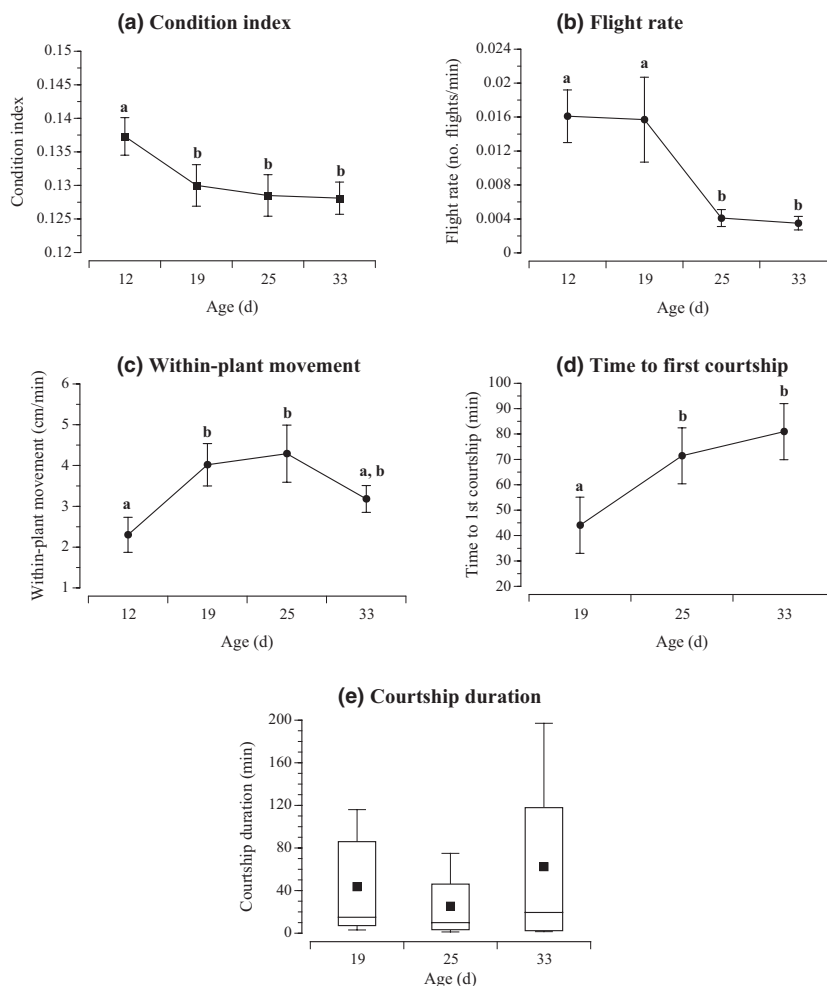 (a) Condition index
Condition index
0.15
0.145
0.14
0.135
0.13
0.125
0.12
a
b
b
b
12 19 25 33
Age (d)
(b) Flight rate
Flight rate (no. flights/min)
0.024
0.02
0.016
0.012
0.008
0.004
0
a
a
b
b
12 19 25 33
Age (d)
(c) Within-plant movement
Within-plant movement (cm/min)
6
5
4
3
2
1
a
b
b
a, b
12 19 25 33
Age (d)
(d) Time to first courtship
Time to 1st courtship (min)
100
90
80
70
60
50
40
30
20
a
b
b
19 25 33
Age (d)
(e) Courtship duration
Courtship duration (min)
200
160
120
80
40
0
19 25 33
Age (d)